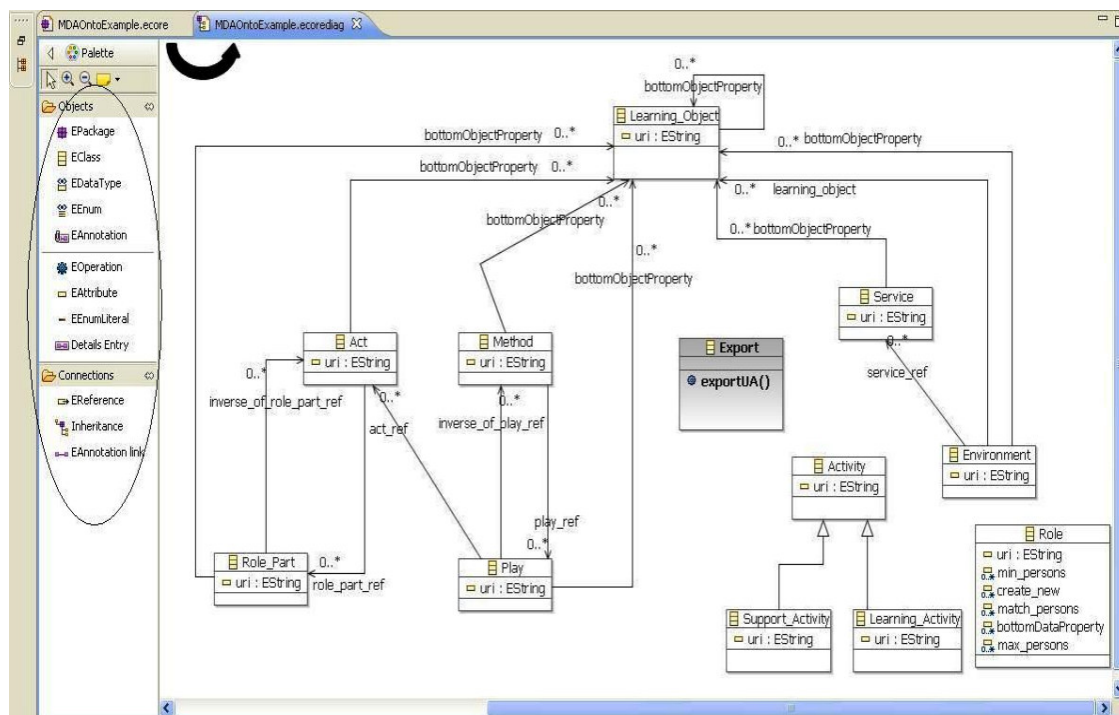 MDAOntoExample.ecore
MDAOntoExample.ecorediag
Palette
Objects
EPackage
EClass
EDataType
EEnum
EAnnotation
EOperation
EAttribute
EEnumLiteral
Details Entry
Connections
EReference
Inheritance
EAnnotation link
0..*
bottomObjectProperty
Learning_Object
uri : EString
bottomObjectProperty 0..*
0..* bottomObjectProperty
bottomObjectProperty 0..*
0..* learning_object
0..*
bottomObjectProperty
0..* bottomObjectProperty
0..*
bottomObjectProperty
Service
uri : EString
0..*
service_ref
Act
uri : EString
Method
uri : EString
Export
exportUA()
0..*
inverse_of_role_part_ref
0..*
act_ref
0..*
inverse_of_play_ref
Environment
uri : EString
Activity
uri : EString
play_ref
0..*
Role_Part
uri : EString
0..*
role_part_ref
Play
uri : EString
Role
uri : EString
0..* min_persons
0..* create_new
0..* match_persons
0..* bottomDataProperty
0..* max_persons
Support_Activity
uri : EString
Learning_Activity
uri : EString